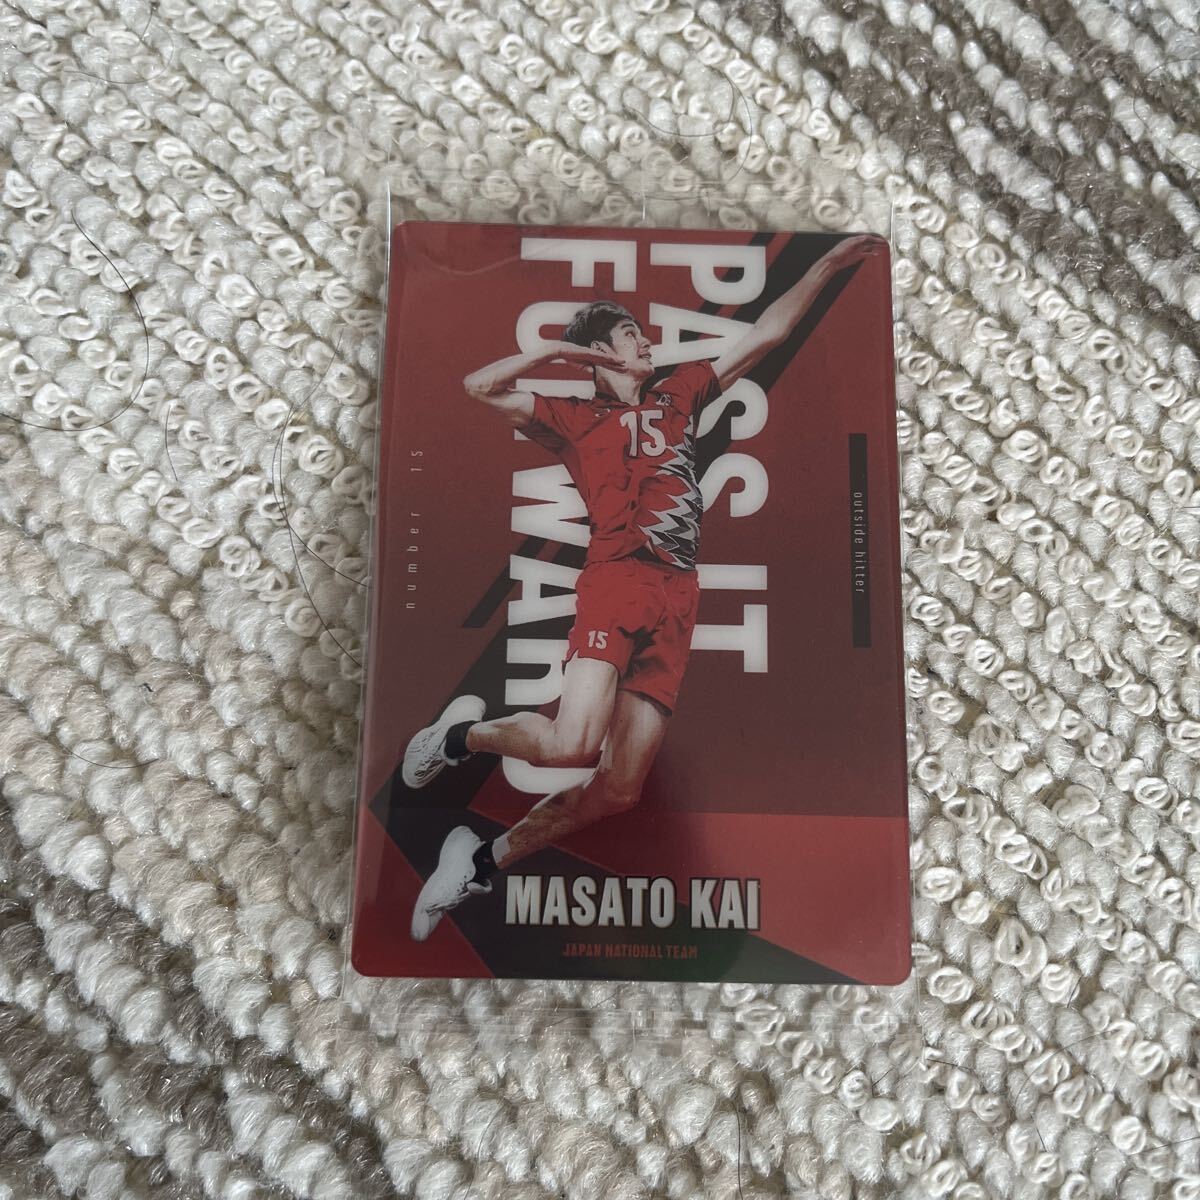 PASS IT
FORWARD
number 15
outside hitter
15
15
MASATO KAI
JAPAN NATIONAL TEAM